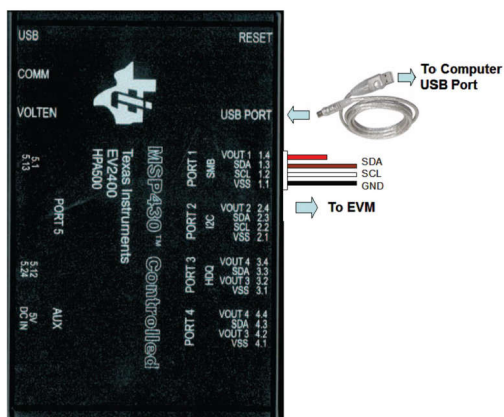 USB
RESET
COMM
VOLTEN
USB PORT
To Computer
USB Port
Texas Instruments
EV2400
HPA500
MSP430™ Controlled
5.1
5.13
PORT 5
5.12
5.24
AUX
5V
DC IN
PORT 1
SMB
VOUT 1 1.4
SDA 1.3
SCL 1.2
VSS 1.1
SDA
SCL
GND
To EVM
PORT 2
I2C
VOUT 2 2.4
SDA 2.3
SCL 2.2
VSS 2.1
PORT 3
HDQ
VOUT 4 3.4
SDA 3.3
VOUT 3 3.2
VSS 3.1
PORT 4
VOUT 4 4.4
SDA 4.3
VOUT 3 4.2
VSS 4.1